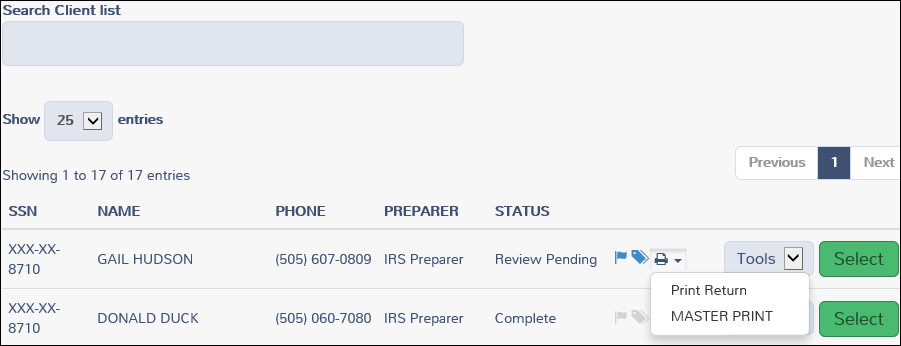 Search Client list
Show 25 entries
Previous 1 Next
Showing 1 to 17 of 17 entries
SSN NAME PHONE PREPARER STATUS
XXX-XX-
8710 GAIL HUDSON (505) 607-0809 IRS Preparer Review Pending Tools Select
Print Return
MASTER PRINT
XXX-XX-
8710 DONALD DUCK (505) 060-7080 IRS Preparer Complete Select